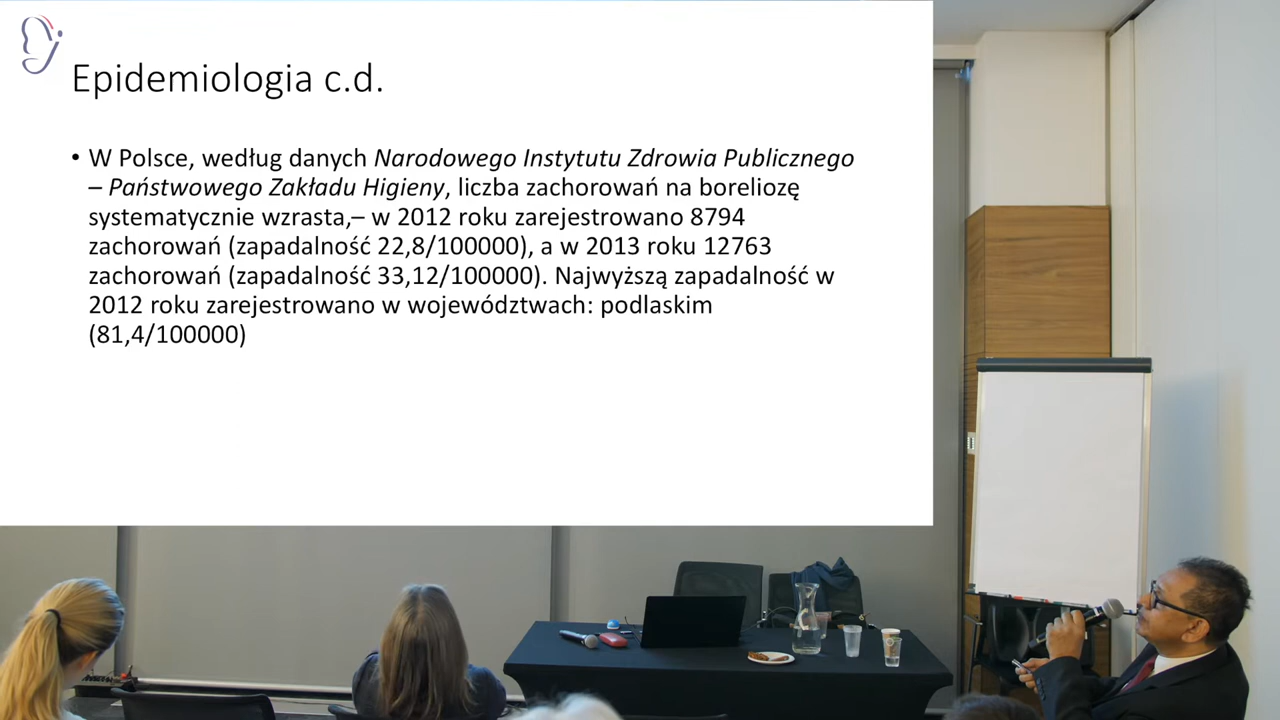 Epidemiologia c.d.
• W Polsce, według danych Narodowego Instytutu Zdrowia Publicznego
– Państwowego Zakładu Higieny, liczba zachorowań na boreliozę
systematycznie wzrasta,– w 2012 roku zarejestrowano 8794
zachorowań (zapadalność 22,8/100000), a w 2013 roku 12763
zachorowań (zapadalność 33,12/100000). Najwyższą zapadalność w
2012 roku zarejestrowano w województwach: podlaskim
(81,4/100000)